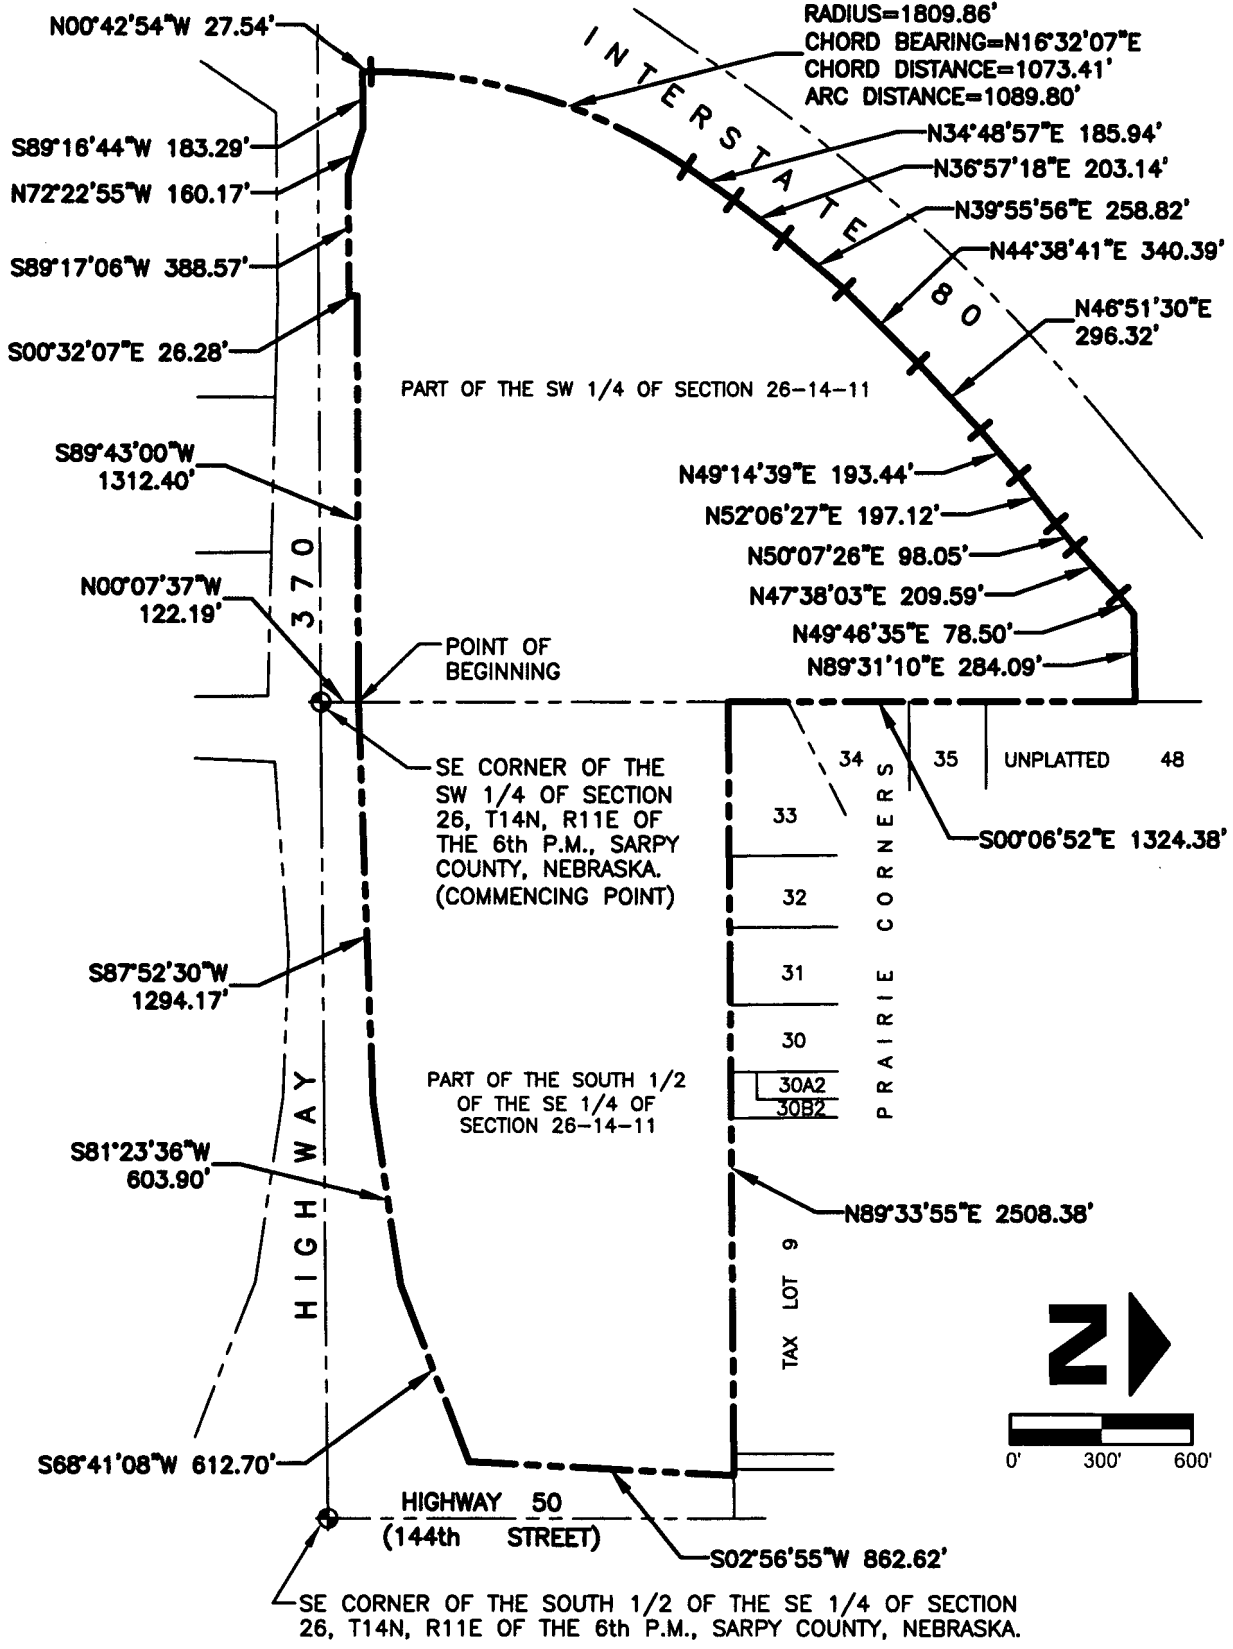 N00°42'54"W 27.54'
RADIUS=1809.86'
CHORD BEARING=N16°32'07"E
CHORD DISTANCE=1073.41'
ARC DISTANCE=1089.80'
INTERSTATE 80
S89°16'44"W 183.29'
N34°48'57"E 185.94'
N36°57'18"E 203.14'
N72°22'55"W 160.17'
N39°55'56"E 258.82'
N44°38'41"E 340.39'
S89°17'06"W 388.57'
N46°51'30"E
296.32'
S00°32'07"E 26.28'
PART OF THE SW 1/4 OF SECTION 26-14-11
S89°43'00"W
1312.40'
N49°14'39"E 193.44'
N52°06'27"E 197.12'
N50°07'26"E 98.05'
N00°07'37"W
122.19'
N47°38'03"E 209.59'
N49°46'35"E 78.50'
N89°31'10"E 284.09'
HIGHWAY 370
POINT OF
BEGINNING
SE CORNER OF THE
SW 1/4 OF SECTION
26, T14N, R11E OF
THE 6th P.M., SARPY
COUNTY, NEBRASKA.
(COMMENCING POINT)
34
35
UNPLATTED
48
33
S00°06'52"E 1324.38'
32
31
30
30A2
30B2
PRAIRIE CORNERS
S87°52'30"W
1294.17'
PART OF THE SOUTH 1/2
OF THE SE 1/4 OF
SECTION 26-14-11
S81°23'36"W
603.90'
N89°33'55"E 2508.38'
TAX LOT 9
N
0'
300'
600'
S68°41'08"W 612.70'
HIGHWAY 50
(144th STREET)
S02°56'55"W 862.62'
SE CORNER OF THE SOUTH 1/2 OF THE SE 1/4 OF SECTION
26, T14N, R11E OF THE 6th P.M., SARPY COUNTY, NEBRASKA.